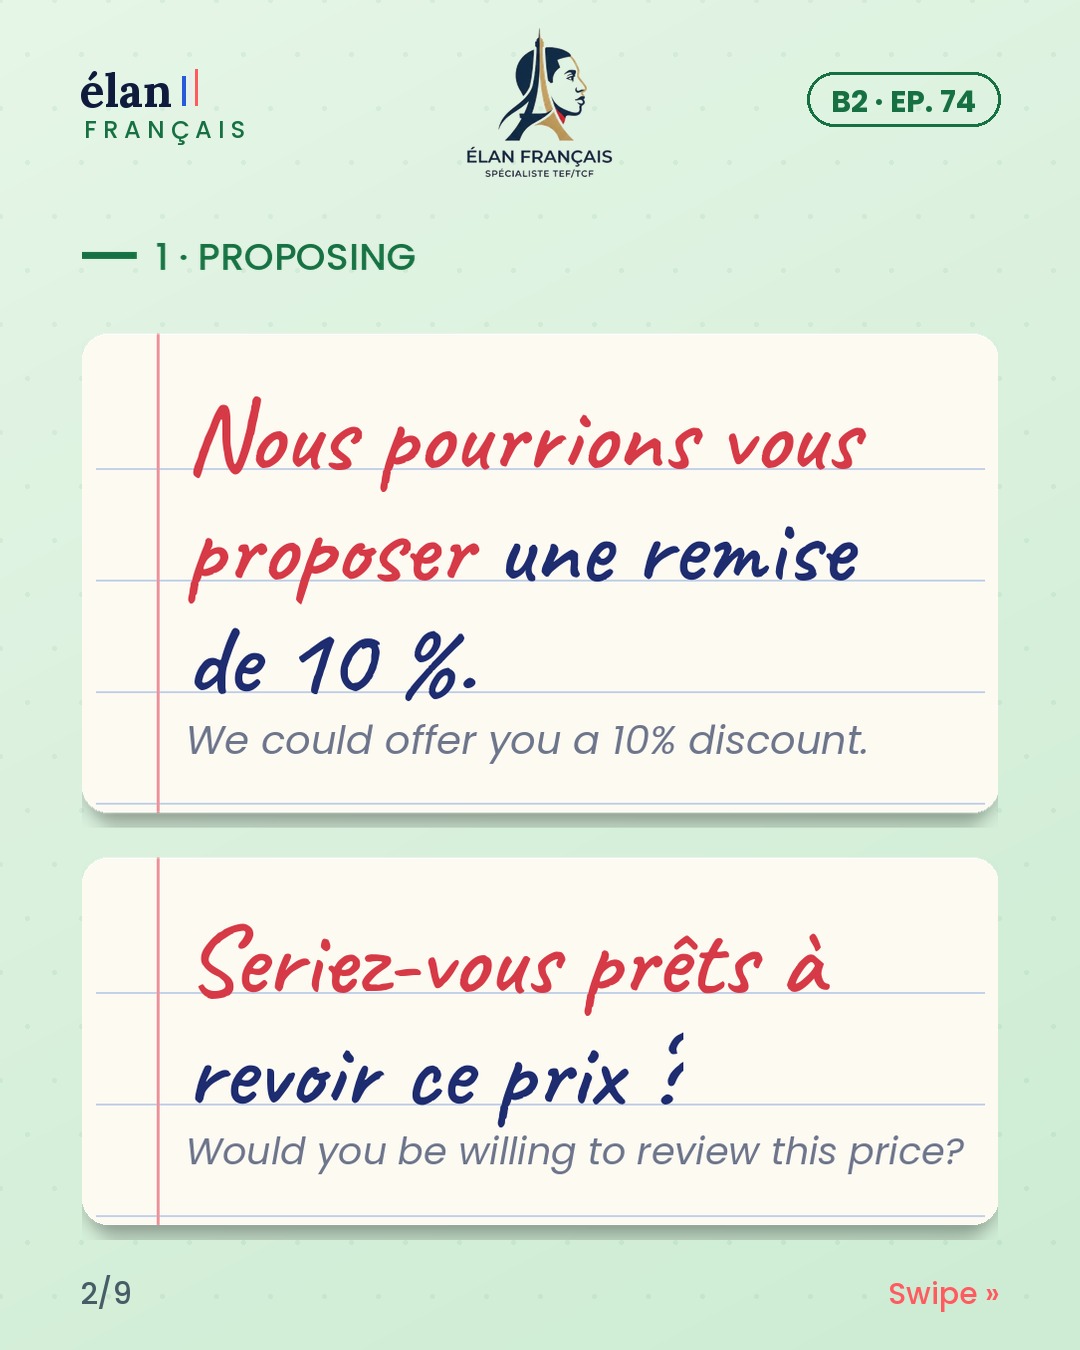 élan
FRANÇAIS
ÉLAN FRANÇAIS
SPÉCIALISTE TEF/TCF
B2 · EP. 74
1 · PROPOSING
Nous pourrions vous
proposer une remise
de 10 %.
We could offer you a 10% discount.
Seriez-vous prêts à
revoir ce prix ?
Would you be willing to review this price?
2/9
Swipe »